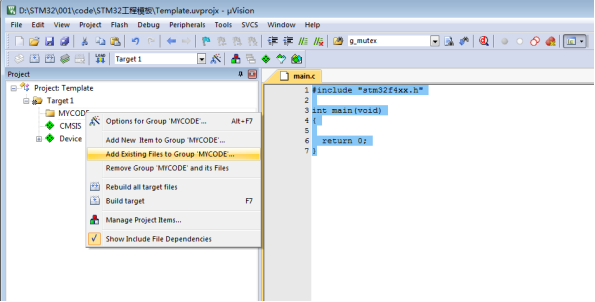 D:\STM32\001\code\STM32工程模板\Template.uvprojx - µVision
File Edit View Project Flash Debug Peripherals Tools SVCS Window Help
g_mutex
Target 1
Project
main.c
Project: Template
Target 1
MYCODE
CMSIS
Device
Options for Group 'MYCODE'... Alt+F7
Add New Item to Group 'MYCODE'...
Add Existing Files to Group 'MYCODE'...
Remove Group 'MYCODE' and its Files
Rebuild all target files
Build target F7
Manage Project Items...
Show Include File Dependencies
1 #include "stm32f4xx.h"
2
3 int main(void)
4 {
5
6 return 0;
7 }